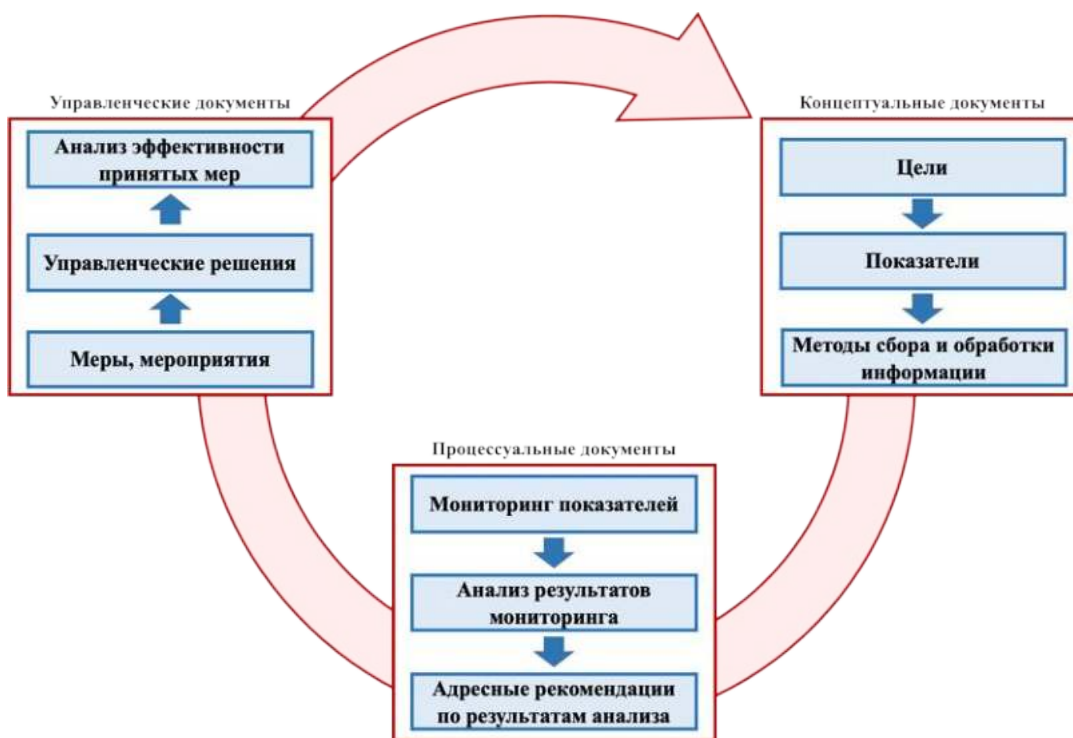 Управленческие документы
Анализ эффективности
принятых мер
Управленческие решения
Меры, мероприятия
Концептуальные документы
Цели
Показатели
Методы сбора и обработки
информации
Процессуальные документы
Мониторинг показателей
Анализ результатов
мониторинга
Адресные рекомендации
по результатам анализа